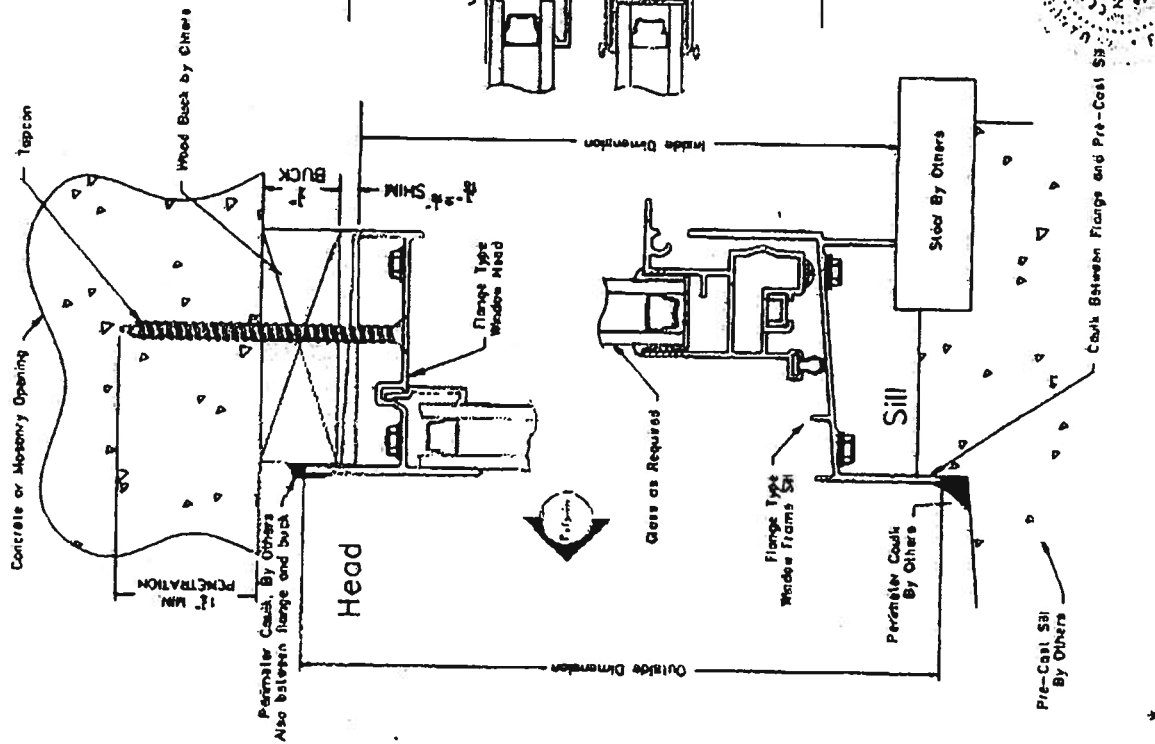 Concrete or Masonry Opening
Tapcon
Wood Buck by Others
1 1/4" MIN
PENETRATION
BUCK
SHIM
Perimeter Caulk, By Others
Also between flange and buck
Head
Flange Type
Window Head
Inside Dimension
Outside Dimension
Glass as Required
Flange Type
Window Frame Sill
Sill
Stool By Others
Perimeter Caulk
By Others
Caulk Between Flange and Pre-Cast Sill
Pre-Cast Sill
By Others
*